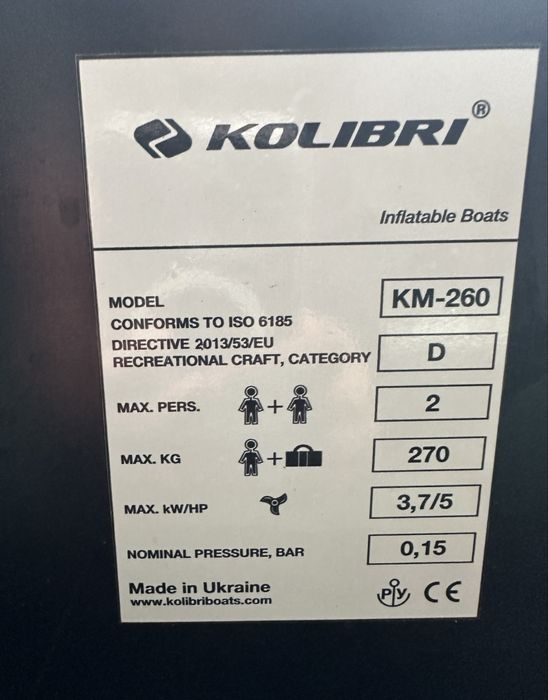 KOLIBRI®
Inflatable Boats
MODEL KM-260
CONFORMS TO ISO 6185
DIRECTIVE 2013/53/EU
RECREATIONAL CRAFT, CATEGORY D
MAX. PERS. + 2
MAX. KG + 270
MAX. kW/HP 3,7/5
NOMINAL PRESSURE, BAR 0,15
Made in Ukraine
www.kolibriboats.com
РУ CE